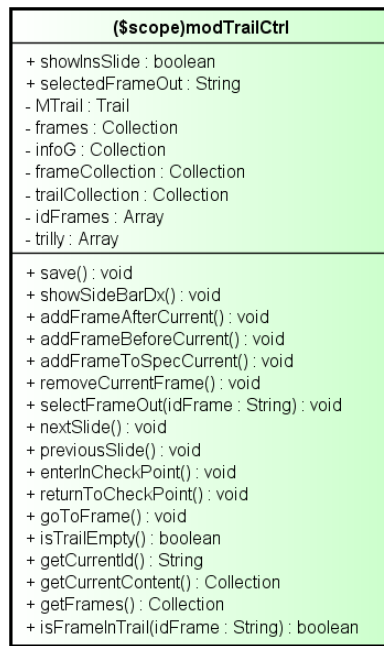 ($scope)modTrailCtrl
+ showInsSlide : boolean
+ selectedFrameOut : String
- MTrail : Trail
- frames : Collection
- infoG : Collection
- frameCollection : Collection
- trailCollection : Collection
- idFrames : Array
- trilly : Array
+ save() : void
+ showSideBarDx() : void
+ addFrameAfterCurrent() : void
+ addFrameBeforeCurrent() : void
+ addFrameToSpecCurrent() : void
+ removeCurrentFrame() : void
+ selectFrameOut(idFrame : String) : void
+ nextSlide() : void
+ previousSlide() : void
+ enterInCheckPoint() : void
+ returnToCheckPoint() : void
+ goToFrame() : void
+ isTrailEmpty() : boolean
+ getCurrentId() : String
+ getCurrentContent() : Collection
+ getFrames() : Collection
+ isFrameInTrail(idFrame : String) : boolean